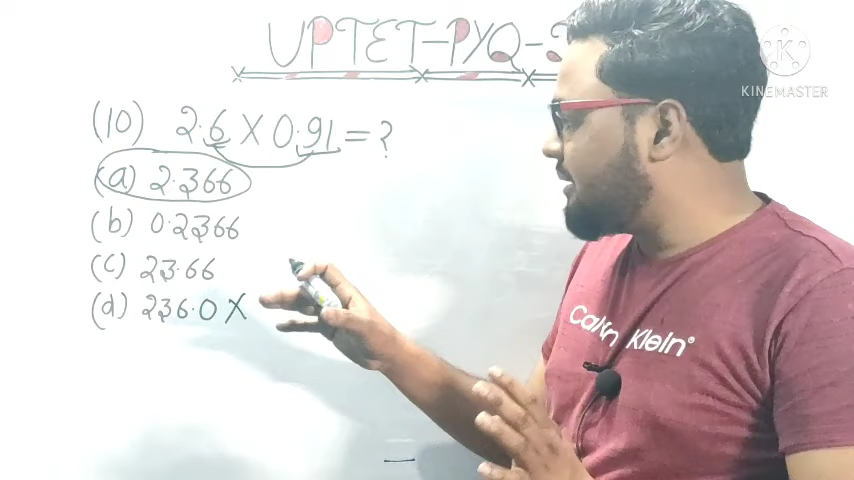 UPTET-PYQ-
KINEMASTER
(10) 2.6 X 0.91 = ?
(a) 2.366
(b) 0.2366
(c) 23.66
(d) 236.0 X
Calvin Klein